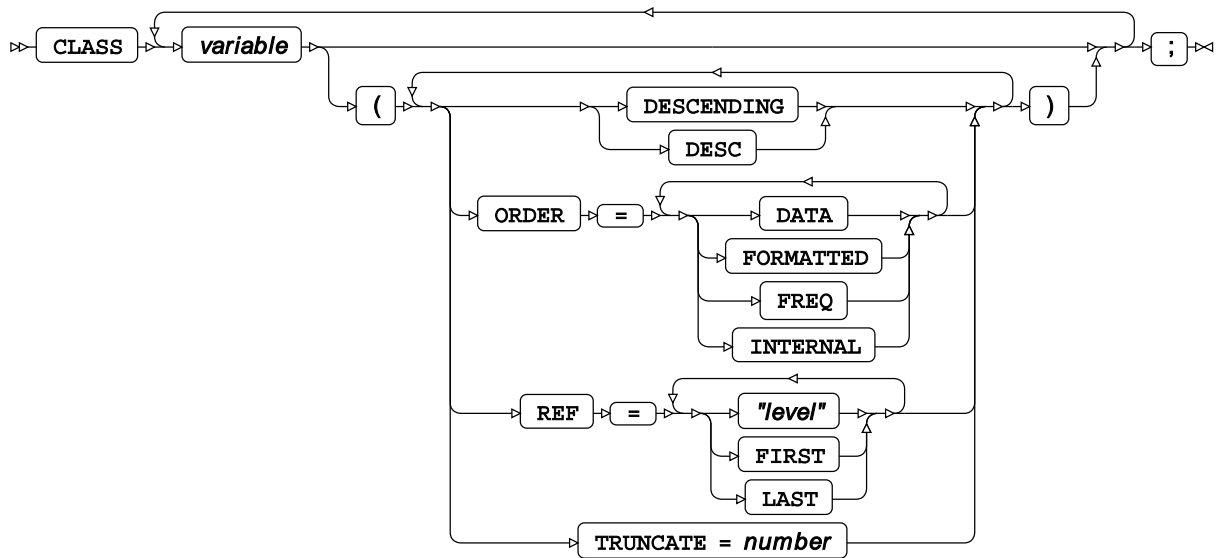 CLASS variable ;
( DESCENDING )
DESC
ORDER = DATA
FORMATTED
FREQ
INTERNAL
REF = "level"
FIRST
LAST
TRUNCATE = number